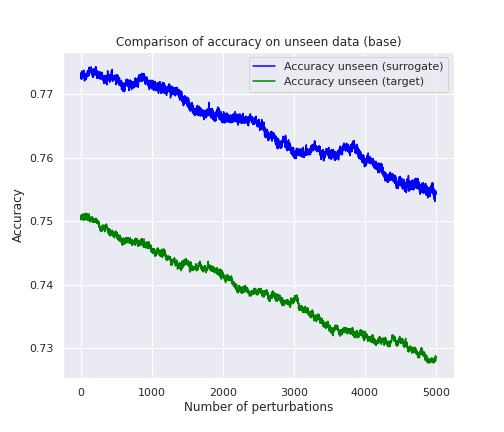 Comparison of accuracy on unseen data (base)
Accuracy unseen (surrogate)
Accuracy unseen (target)
0.77
0.76
0.75
0.74
0.73
Accuracy
0
1000
2000
3000
4000
5000
Number of perturbations